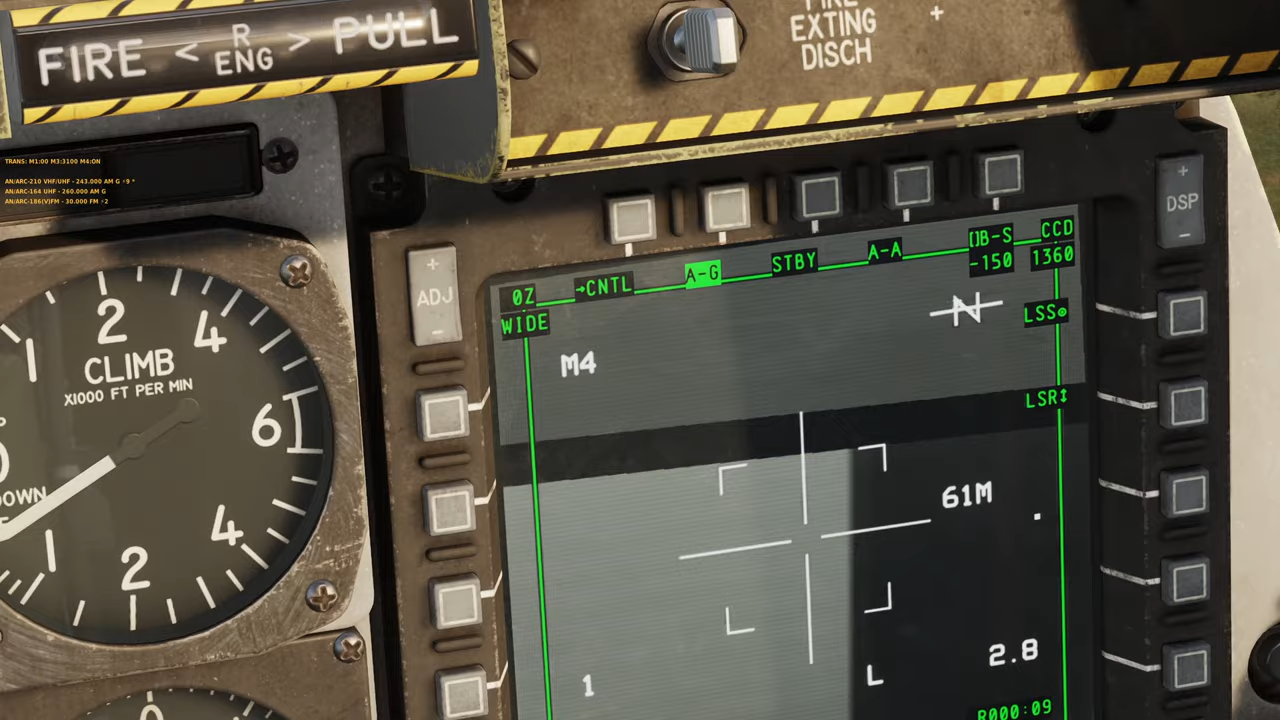 FIRE < R ENG > PULL
FIRE
EXTING
DISCH
TRANS: M1:00 M3:3100 M4:ON
AN/ARC-210 VHF/UHF - 243.000 AM G
AN/ARC-164 UHF - 260.000 AM G
AN/ARC-186(V)FM - 30.000 FM
+
ADJ
-
+
DSP
-
0Z →CNTL A-G STBY A-A []B-S CCD
WIDE -150 1360
N
LSS⊙
M4
LSR↕
61M
2.8
1 L
R000:09
2
4
1
CLIMB
X1000 FT PER MIN
6
DOWN
1
2
4
0